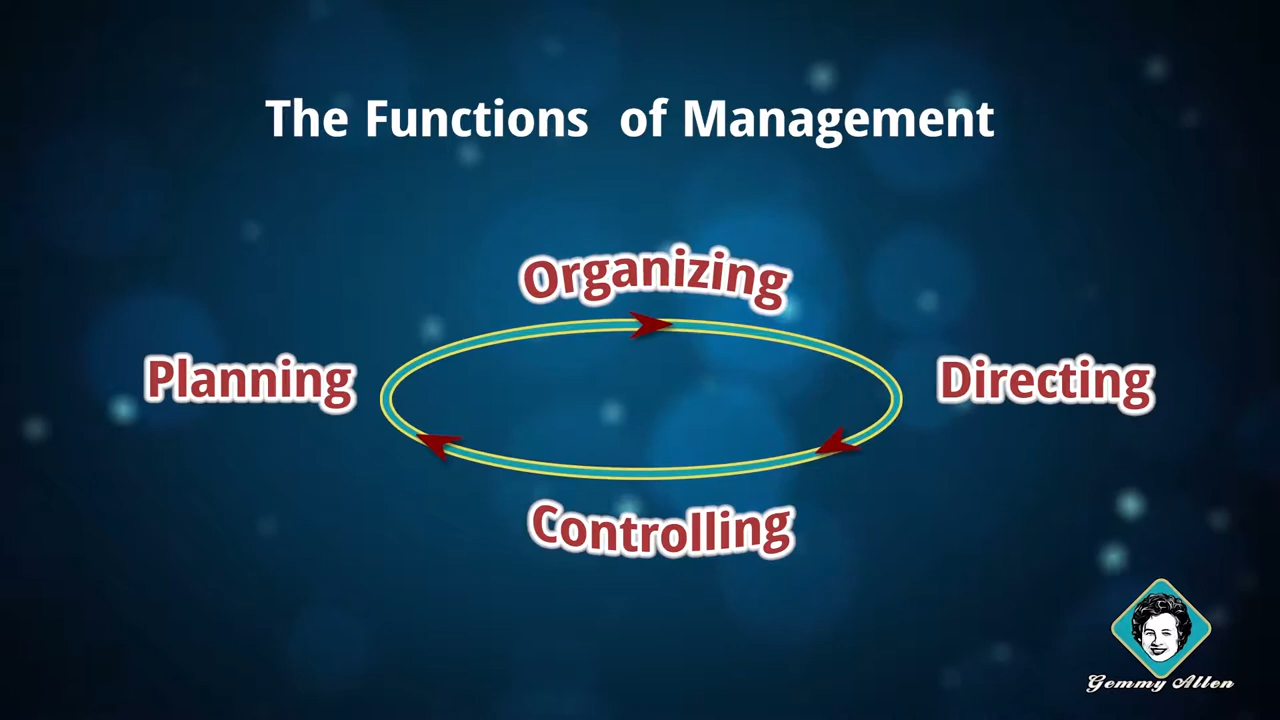 The Functions of Management
Organizing
Planning
Directing
Controlling
Gemmy Allen